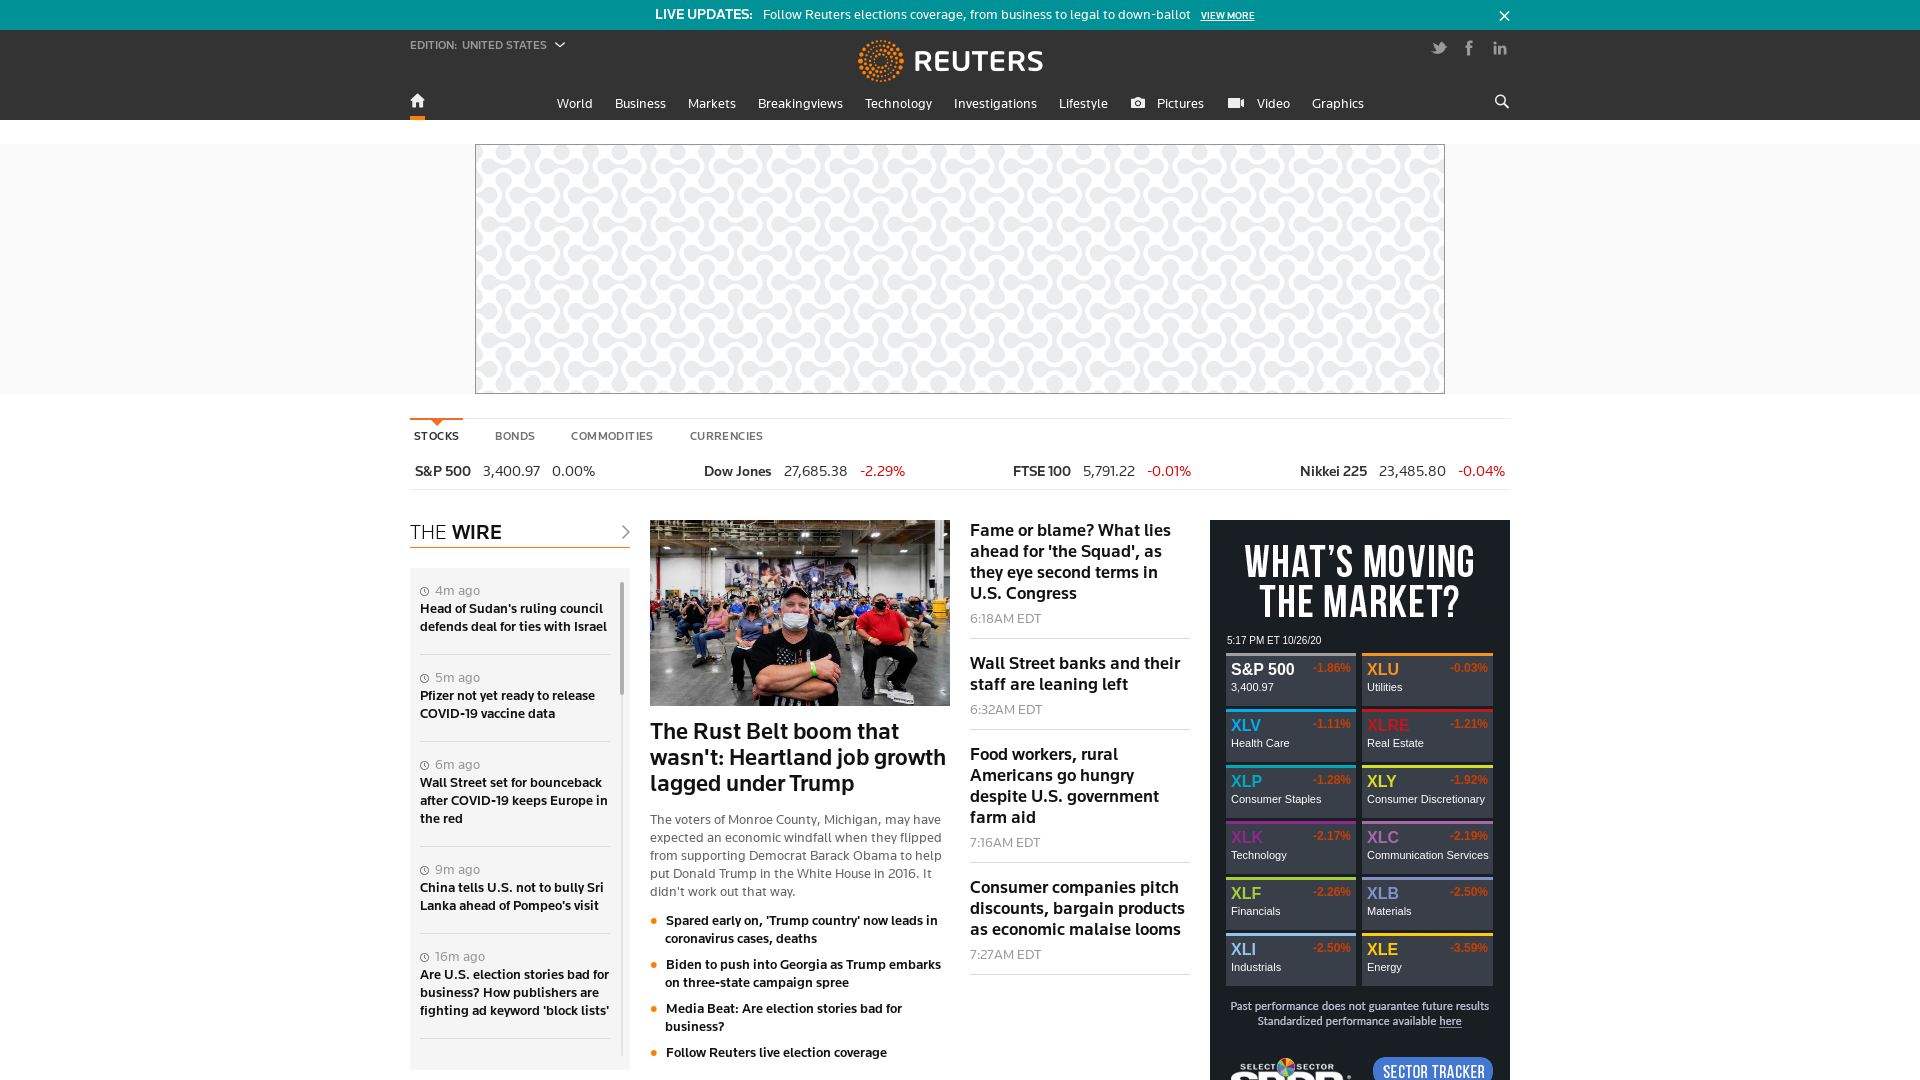 LIVE UPDATES: Follow Reuters elections coverage, from business to legal to down-ballot VIEW MORE
EDITION: UNITED STATES
REUTERS
World Business Markets Breakingviews Technology Investigations Lifestyle Pictures Video Graphics
STOCKS BONDS COMMODITIES CURRENCIES
S&P 500 3,400.97 0.00% Dow Jones 27,685.38 -2.29% FTSE 100 5,791.22 -0.01% Nikkei 225 23,485.80 -0.04%
THE WIRE
4m ago
Head of Sudan's ruling council
defends deal for ties with Israel
5m ago
Pfizer not yet ready to release
COVID-19 vaccine data
6m ago
Wall Street set for bounceback
after COVID-19 keeps Europe in
the red
9m ago
China tells U.S. not to bully Sri
Lanka ahead of Pompeo's visit
16m ago
Are U.S. election stories bad for
business? How publishers are
fighting ad keyword 'block lists'
The Rust Belt boom that
wasn't: Heartland job growth
lagged under Trump
The voters of Monroe County, Michigan, may have
expected an economic windfall when they flipped
from supporting Democrat Barack Obama to help
put Donald Trump in the White House in 2016. It
didn't work out that way.
Spared early on, 'Trump country' now leads in
coronavirus cases, deaths
Biden to push into Georgia as Trump embarks
on three-state campaign spree
Media Beat: Are election stories bad for
business?
Follow Reuters live election coverage
Fame or blame? What lies
ahead for 'the Squad', as
they eye second terms in
U.S. Congress
6:18AM EDT
Wall Street banks and their
staff are leaning left
6:32AM EDT
Food workers, rural
Americans go hungry
despite U.S. government
farm aid
7:16AM EDT
Consumer companies pitch
discounts, bargain products
as economic malaise looms
7:27AM EDT
WHAT'S MOVING
THE MARKET?
5:17 PM ET 10/26/20
S&P 500 -1.86% XLU -0.03%
3,400.97 Utilities
XLV -1.11% XLRE -1.21%
Health Care Real Estate
XLP -1.28% XLY -1.92%
Consumer Staples Consumer Discretionary
XLK -2.17% XLC -2.19%
Technology Communication Services
XLF -2.26% XLB -2.50%
Financials Materials
XLI -2.50% XLE -3.59%
Industrials Energy
Past performance does not guarantee future results
Standardized performance available here
SELECT SECTOR
SPDR SECTOR TRACKER